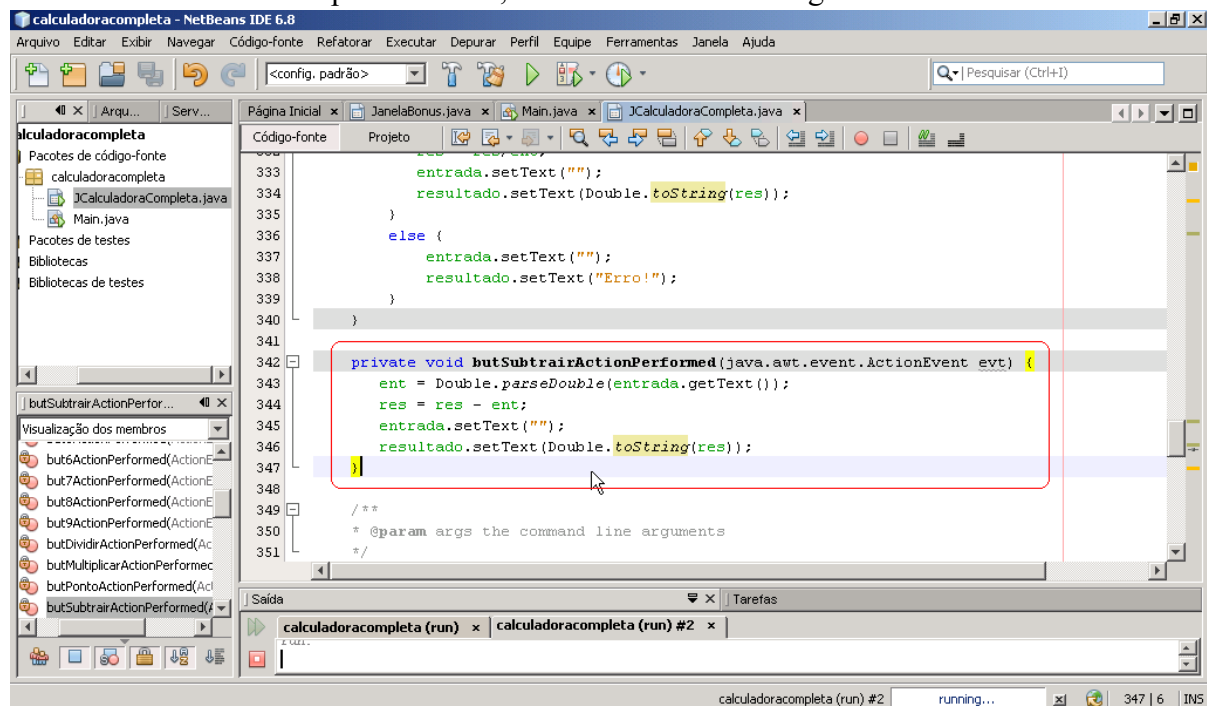 calculadoracompleta - NetBeans IDE 6.8
Arquivo Editar Exibir Navegar Código-fonte Refatorar Executar Depurar Perfil Equipe Ferramentas Janela Ajuda
<config. padrão>
Pesquisar (Ctrl+I)
Arqu... Serv...
Página Inicial x JanelaBonus.java x Main.java x JCalculadoraCompleta.java x
alculadoracompleta
Pacotes de código-fonte
calculadoracompleta
JCalculadoraCompleta.java
Main.java
Pacotes de testes
Bibliotecas
Bibliotecas de testes
Código-fonte Projeto
333 entrada.setText("");
334 resultado.setText(Double.toString(res));
335 }
336 else {
337 entrada.setText("");
338 resultado.setText("Erro!");
339 }
340 }
341
342 private void butSubtrairActionPerformed(java.awt.event.ActionEvent evt) {
343 ent = Double.parseDouble(entrada.getText());
344 res = res - ent;
345 entrada.setText("");
346 resultado.setText(Double.toString(res));
347 }
348
349 /**
350 * @param args the command line arguments
351 */
butSubtrairActionPerfor...
Visualização dos membros
but6ActionPerformed(ActionE
but7ActionPerformed(ActionE
but8ActionPerformed(ActionE
but9ActionPerformed(ActionE
butDividirActionPerformed(Ac
butMultiplicarActionPerformec
butPontoActionPerformed(Act
butSubtrairActionPerformed(A
Saída Tarefas
calculadoracompleta (run) x calculadoracompleta (run) #2 x
run:
calculadoracompleta (run) #2 running... 347 | 6 INS